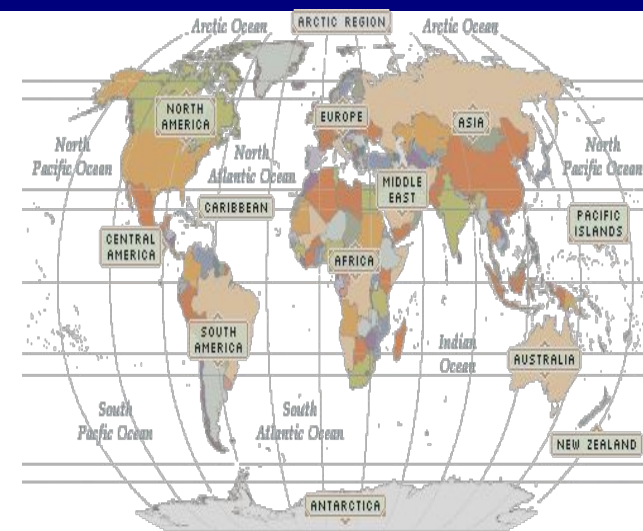 ARCTIC REGION
Arctic Ocean
Arctic Ocean
NORTH
AMERICA
EUROPE
ASIA
North
Pacific Ocean
North
Atlantic Ocean
North
Pacific Ocean
MIDDLE
EAST
CARIBBEAN
PACIFIC
ISLANDS
CENTRAL
AMERICA
AFRICA
SOUTH
AMERICA
Indian
Ocean
AUSTRALIA
South
Pacfic Ocean
South
Atlantic Ocean
NEW ZEALAND
ANTARCTICA